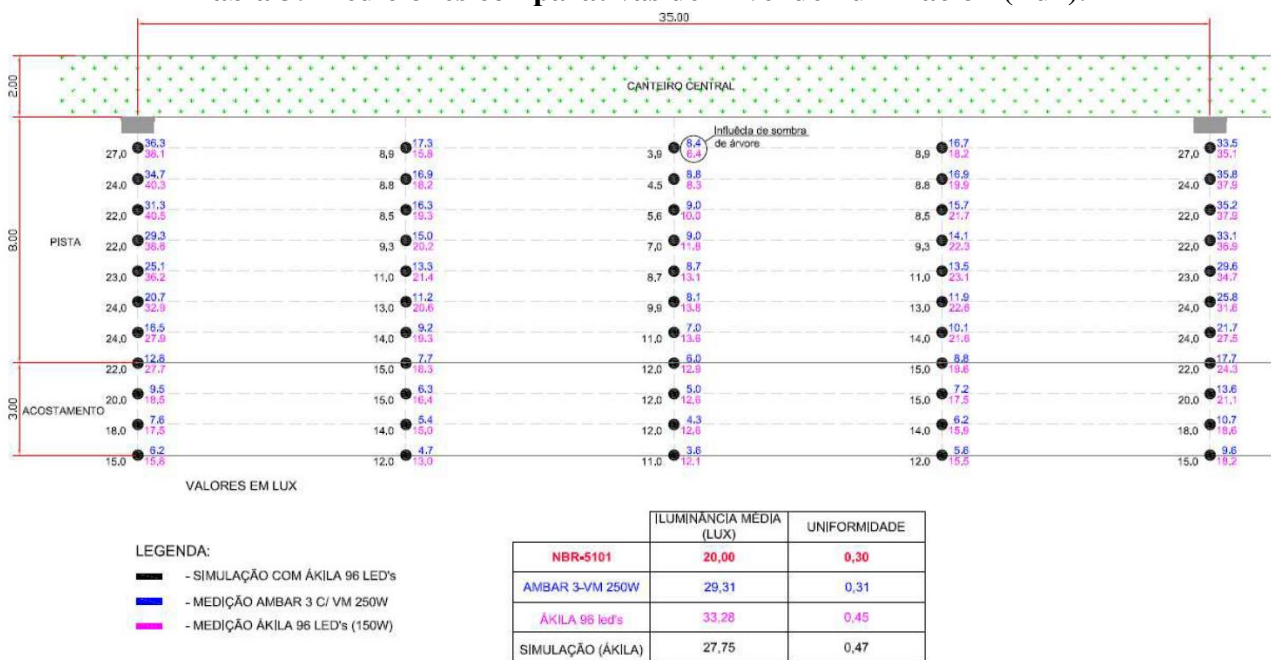 35.00
2.00
CANTEIRO CENTRAL
Influêcia de sombra
de árvore
27,0 36.3 38.1 8,9 17.3 15.8 3,9 8.4 6.4 8,9 16.7 18.2 27,0 33.5 35.1
24,0 34.7 40.3 8.8 16.9 18.2 4.5 8.8 8.3 8.8 16.9 19.9 24.0 35.8 37.9
22,0 31.3 40.5 8,5 16.3 19.3 5,6 9.0 10.0 8,5 15.7 21.7 22,0 35.2 37.9
8.00
PISTA
22,0 29.3 38.8 9,3 15.0 20.2 7,0 9.0 11.8 9,3 14.1 22.3 22,0 33.1 36.9
23,0 25.1 36.2 11,0 13.3 21.4 8,7 8.7 13.1 11,0 13.5 23.1 23,0 29.6 34.7
24,0 20.7 32.9 13,0 11.2 20.6 9,9 8.1 13.8 13,0 11.9 22.6 24,0 25.8 31.8
24,0 16.5 27.9 14,0 9.2 19.3 11,0 7.0 13.6 14,0 10.1 21.6 24,0 21.7 27.5
22,0 12.8 27.7 15,0 7.7 18.3 12,0 6.0 12.9 15,0 8.8 19.6 22,0 17.7 24.3
3.00
ACOSTAMENTO
20,0 9.5 18.5 15,0 6.3 16.4 12,0 5.0 12.6 15,0 7.2 17.5 20,0 13.6 21.1
18,0 7.6 17.5 14,0 5.4 15.0 12,0 4.3 12.6 14,0 6.2 15.9 18,0 10.7 18.6
15,0 6.2 15.8 12,0 4.7 13.0 11,0 3.6 12.1 12,0 5.6 15.5 15,0 9.6 18.2
VALORES EM LUX
LEGENDA:
- SIMULAÇÃO COM ÁKILA 96 LED's
- MEDIÇÃO AMBAR 3 C/ VM 250W
- MEDIÇÃO ÁKILA 96 LED's (150W)
ILUMINÂNCIA MÉDIA (LUX) UNIFORMIDADE
NBR-5101 20,00 0,30
AMBAR 3-VM 250W 29,31 0,31
ÁKILA 96 led's 33,28 0,45
SIMULAÇÃO (ÁKILA) 27,75 0,47